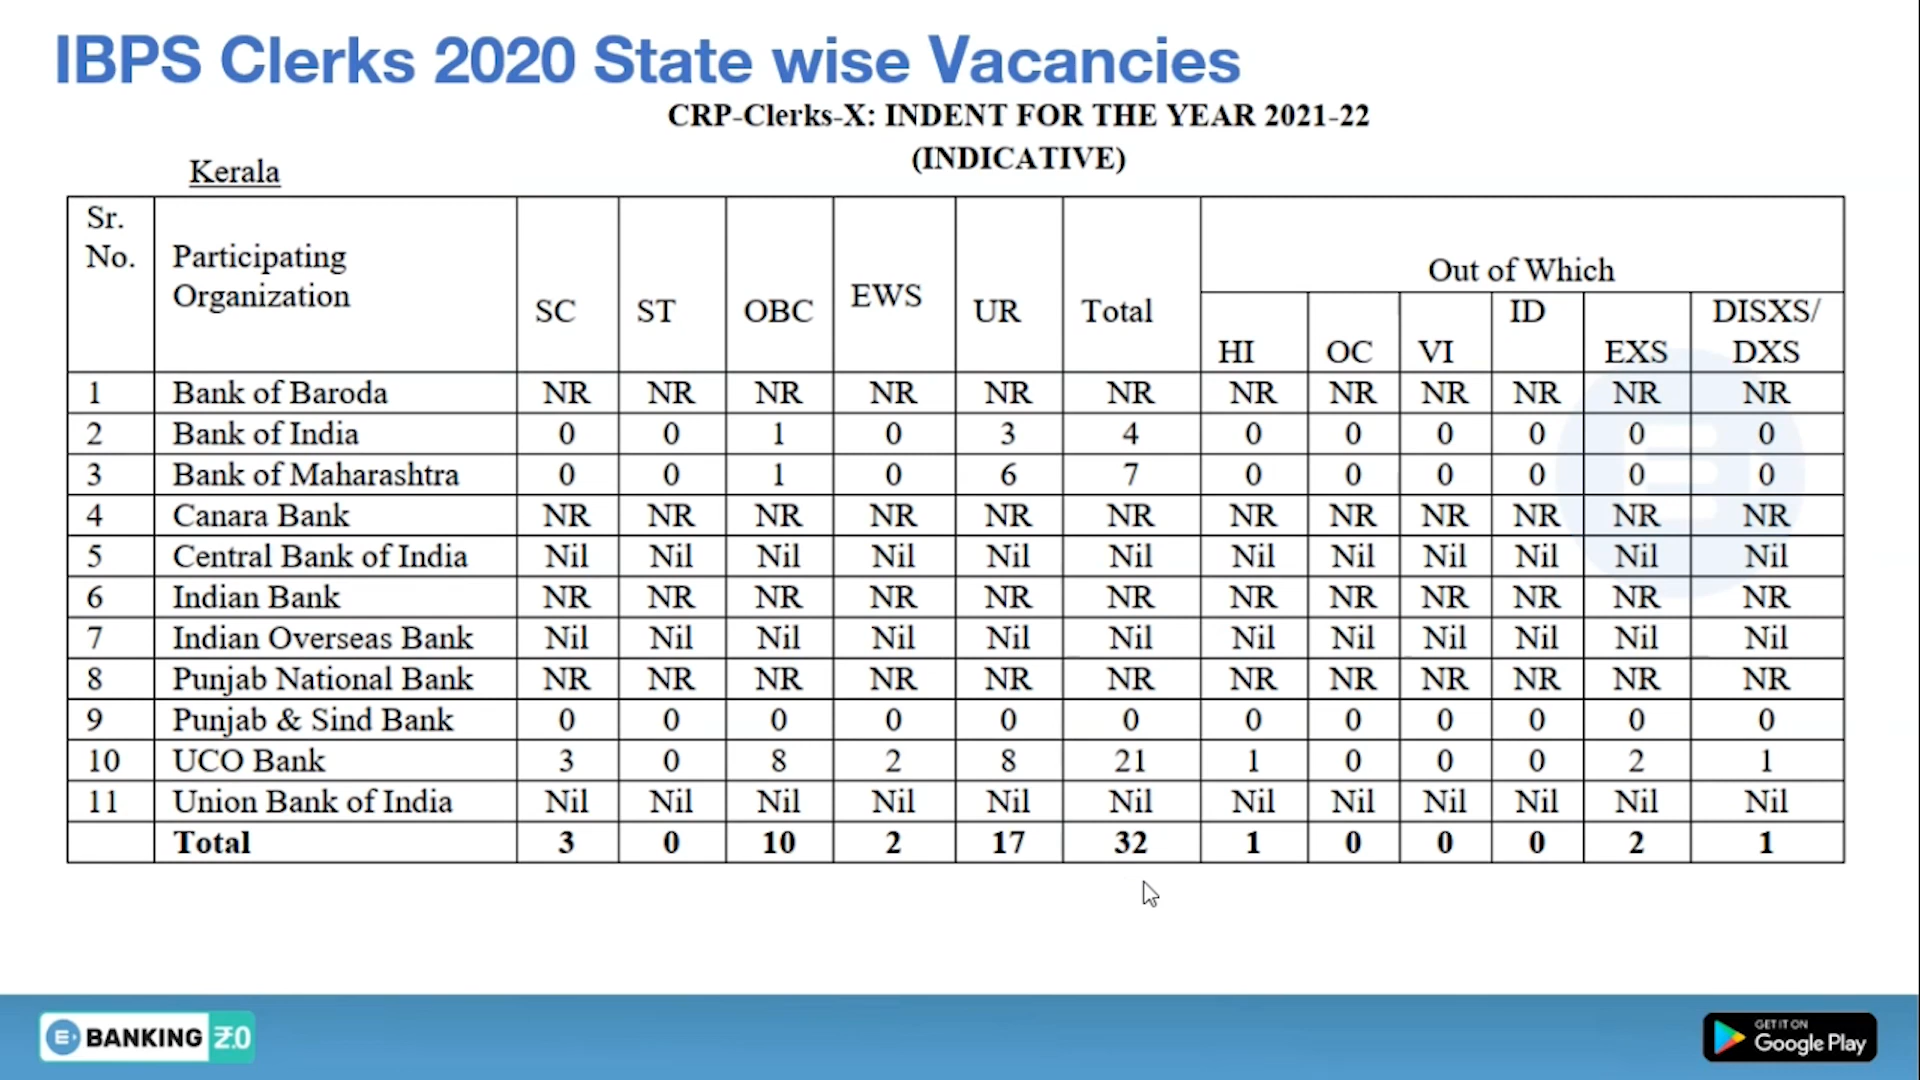 IBPS Clerks 2020 State wise Vacancies
CRP-Clerks-X: INDENT FOR THE YEAR 2021-22
(INDICATIVE)
Kerala
Sr. No. Participating Organization SC ST OBC EWS UR Total Out of Which
HI OC VI ID EXS DISXS/ DXS
1 Bank of Baroda NR NR NR NR NR NR NR NR NR NR NR NR
2 Bank of India 0 0 1 0 3 4 0 0 0 0 0 0
3 Bank of Maharashtra 0 0 1 0 6 7 0 0 0 0 0 0
4 Canara Bank NR NR NR NR NR NR NR NR NR NR NR NR
5 Central Bank of India Nil Nil Nil Nil Nil Nil Nil Nil Nil Nil Nil Nil
6 Indian Bank NR NR NR NR NR NR NR NR NR NR NR NR
7 Indian Overseas Bank Nil Nil Nil Nil Nil Nil Nil Nil Nil Nil Nil Nil
8 Punjab National Bank NR NR NR NR NR NR NR NR NR NR NR NR
9 Punjab & Sind Bank 0 0 0 0 0 0 0 0 0 0 0 0
10 UCO Bank 3 0 8 2 8 21 1 0 0 0 2 1
11 Union Bank of India Nil Nil Nil Nil Nil Nil Nil Nil Nil Nil Nil Nil
Total 3 0 10 2 17 32 1 0 0 0 2 1
E BANKING ₹.0
GET IT ON
Google Play